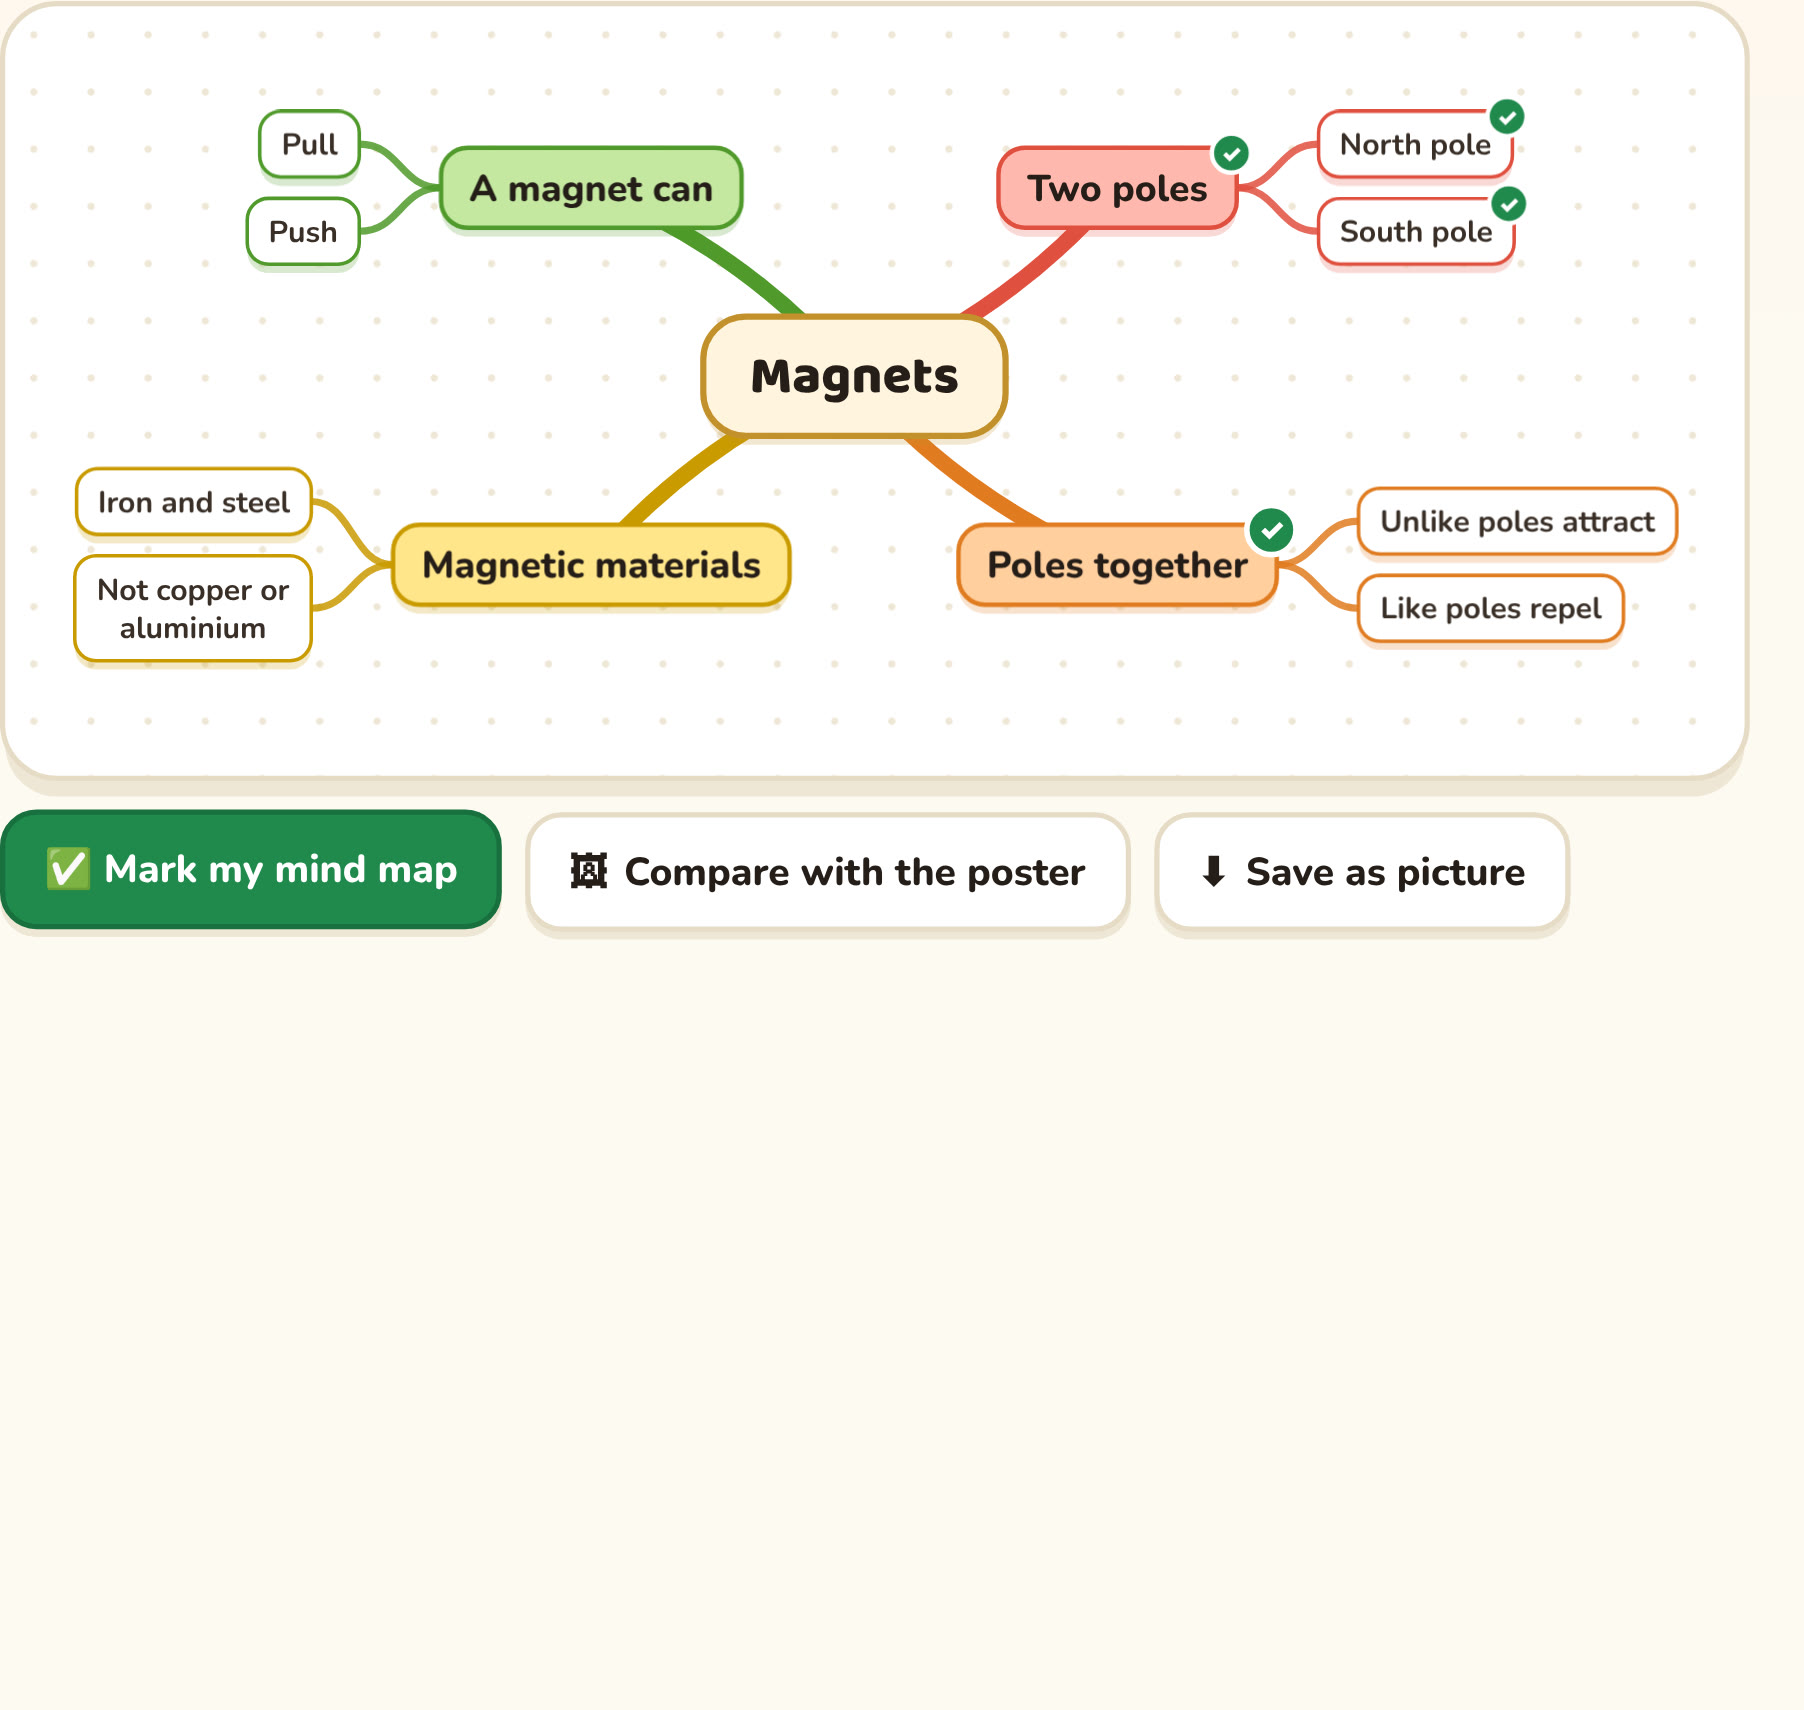 Pull
Push
A magnet can
Two poles
North pole
South pole
Magnets
Iron and steel
Not copper or
aluminium
Magnetic materials
Poles together
Unlike poles attract
Like poles repel
✅ Mark my mind map
🖼 Compare with the poster
⬇ Save as picture